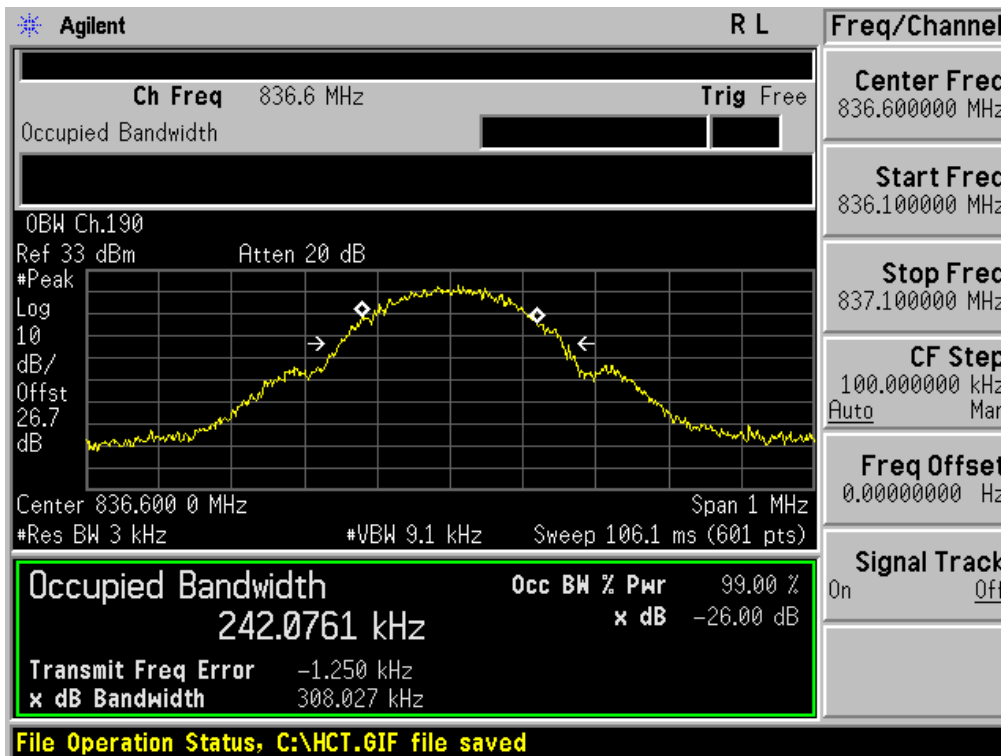 Agilent R L Freq/Channel
Ch Freq 836.6 MHz Trig Free
Occupied Bandwidth
Center Freq
836.600000 MHz
Start Freq
836.100000 MHz
Stop Freq
837.100000 MHz
CF Step
100.000000 kHz
Auto Man
Freq Offset
0.00000000 Hz
Signal Track
On Off
OBW Ch.190
Ref 33 dBm Atten 20 dB
#Peak
Log
10
dB/
Offst
26.7
dB
Center 836.600 0 MHz Span 1 MHz
#Res BW 3 kHz #VBW 9.1 kHz Sweep 106.1 ms (601 pts)
Occupied Bandwidth
242.0761 kHz
Occ BW % Pwr 99.00 %
x dB -26.00 dB
Transmit Freq Error -1.250 kHz
x dB Bandwidth 308.027 kHz
File Operation Status, C:\HCT.GIF file saved